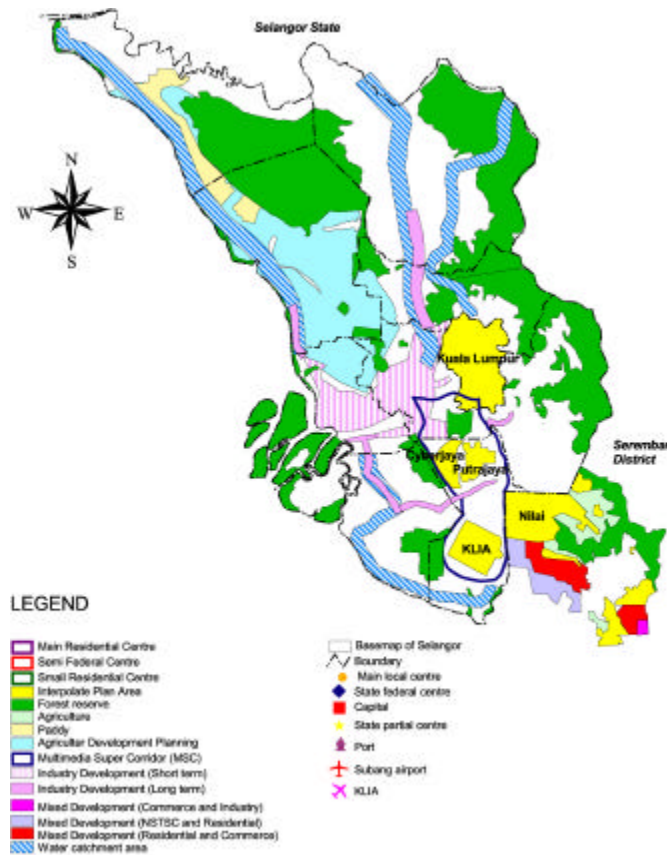 Selangor State
N
W E
S
Kuala Lumpur
Seremban
District
Cyberjaya
Putrajaya
Nilai
KLIA
LEGEND
Main Residential Centre
Semi Federal Centre
Small Residential Centre
Interpolate Plan Area
Forest reserve
Agriculture
Paddy
Agriculter Development Planning
Multimedia Super Corridor (MSC)
Industry Development (Short term)
Industry Development (Long term)
Mixed Development (Commerce and Industry)
Mixed Development (NSTSC and Residential)
Mixed Development (Residential and Commerce)
Water catchment area
Basemap of Selangor
Boundary
Main local centre
State federal centre
Capital
State partial centre
Port
Subang airport
KLIA